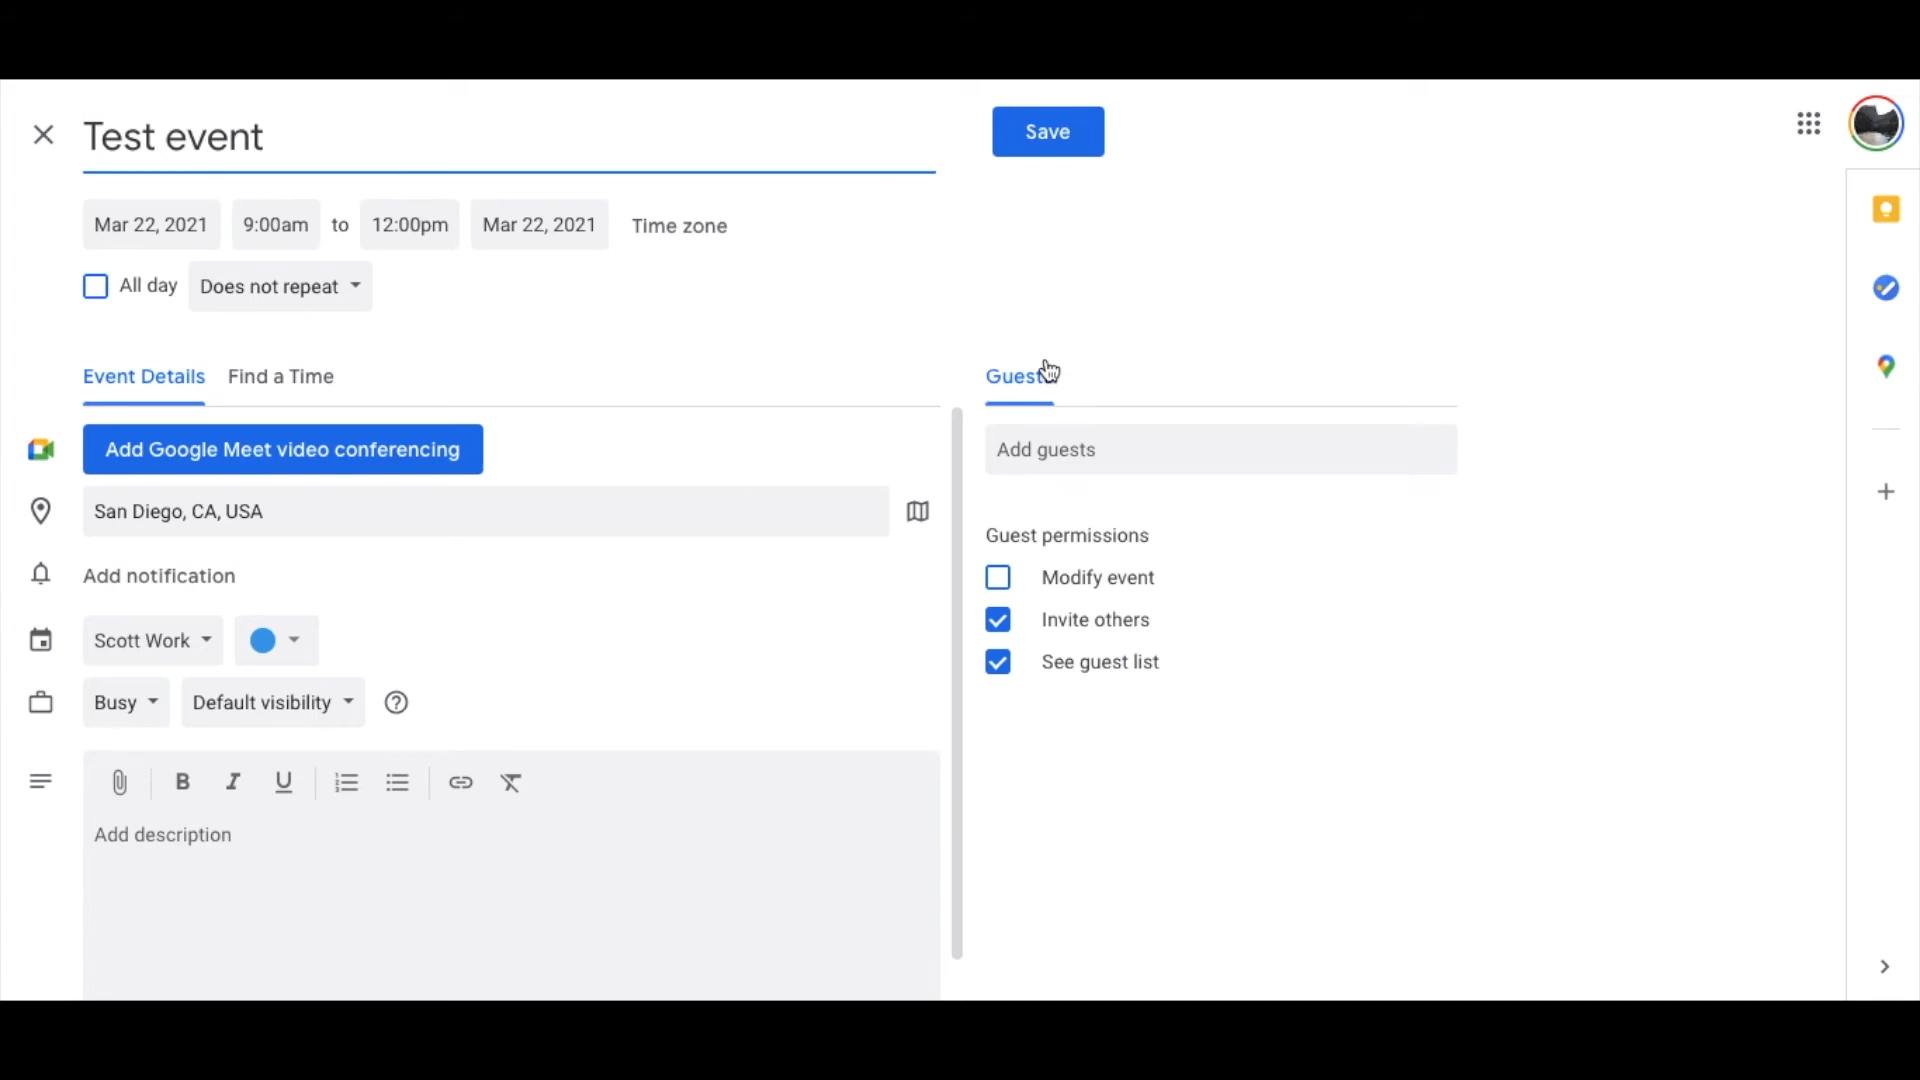 Test event
Save
Mar 22, 2021 9:00am to 12:00pm Mar 22, 2021 Time zone
All day Does not repeat
Event Details Find a Time
Guest
Add Google Meet video conferencing
Add guests
San Diego, CA, USA
Guest permissions
Add notification
Modify event
Invite others
Scott Work
See guest list
Busy Default visibility
B I U
Add description